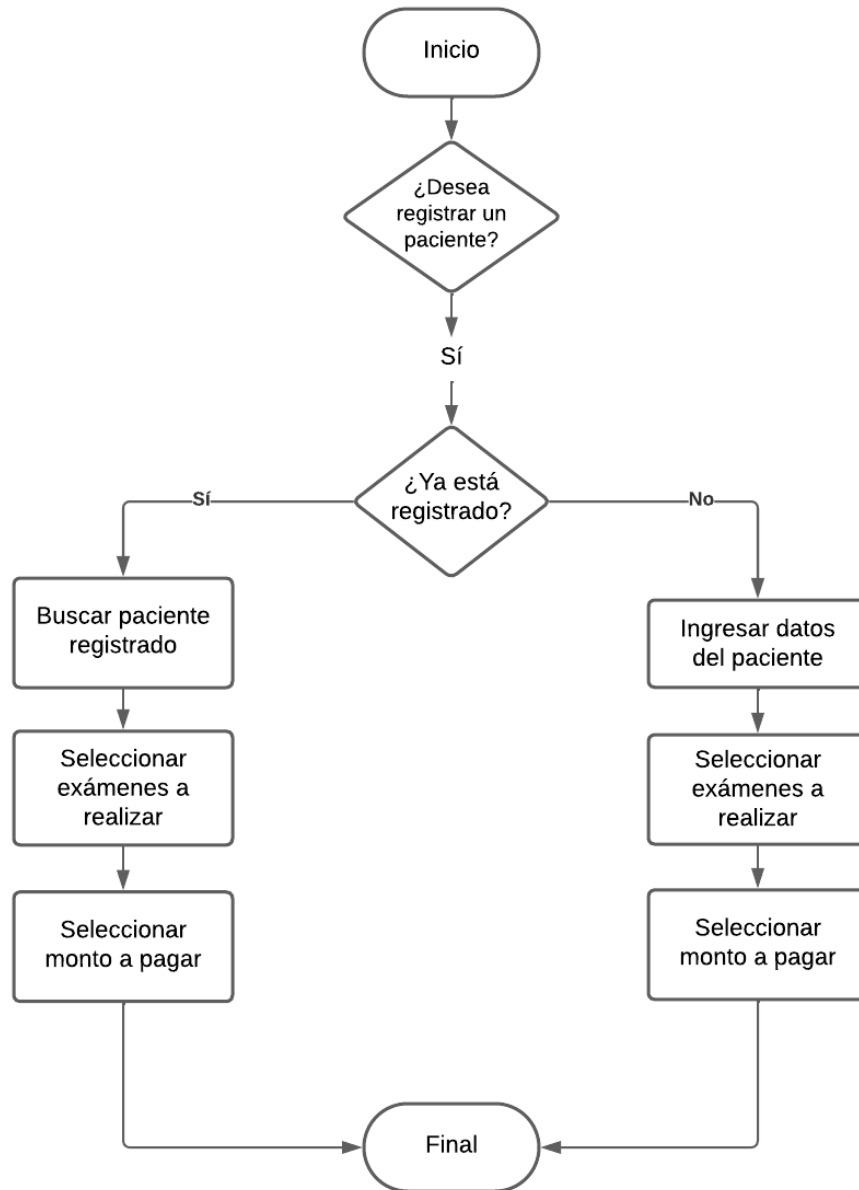 Inicio
¿Desea
registrar un
paciente?
Sí
¿Ya está
registrado?
Sí
No
Buscar paciente
registrado
Ingresar datos
del paciente
Seleccionar
exámenes a
realizar
Seleccionar
exámenes a
realizar
Seleccionar
monto a pagar
Seleccionar
monto a pagar
Final